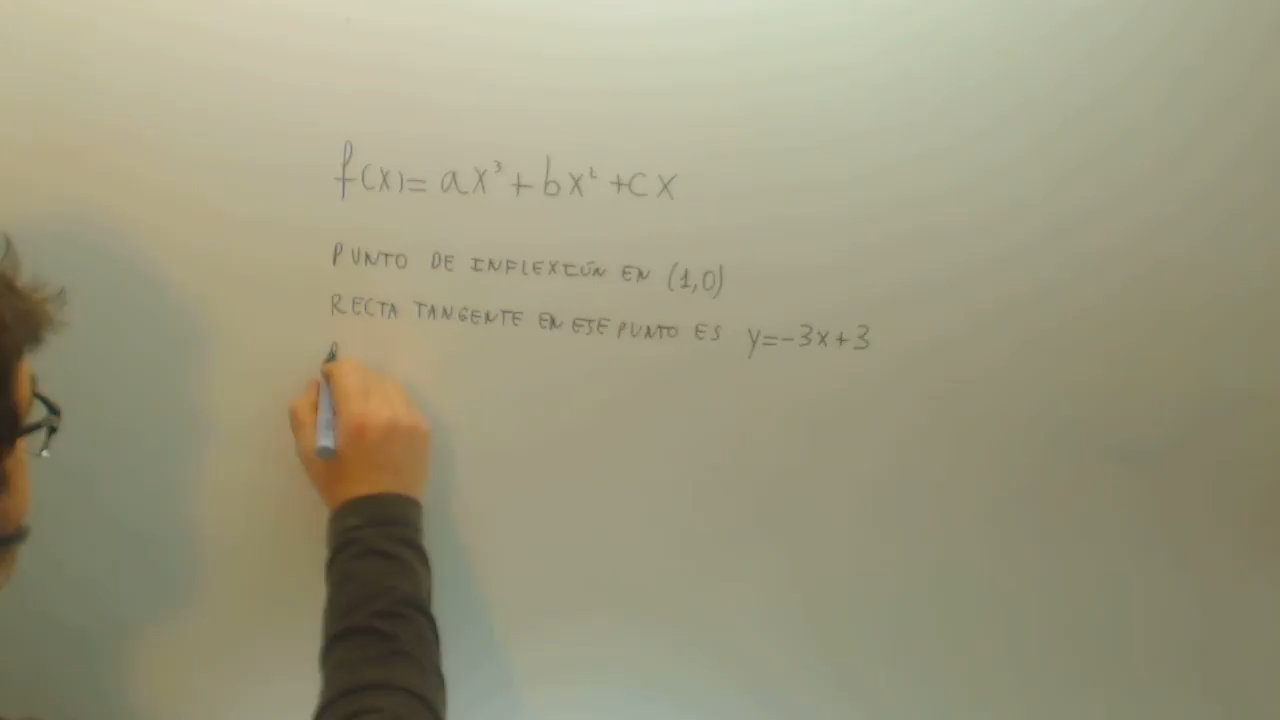 f(x)= ax³+bx²+cx
PUNTO DE INFLEXIÓN EN (1,0)
RECTA TANGENTE EN ESE PUNTO ES y=-3x+3